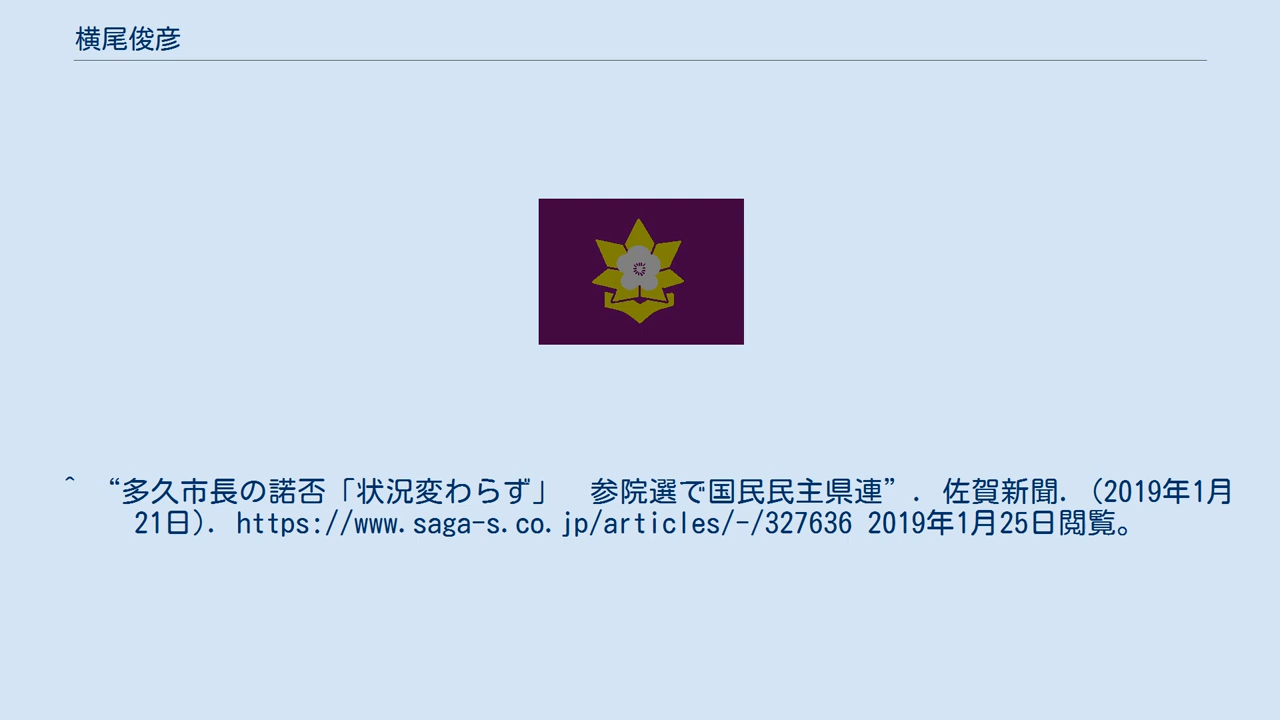 横尾俊彦
^ “多久市長の諾否「状況変わらず」　参院選で国民民主県連”. 佐賀新聞. (2019年1月
21日). https://www.saga-s.co.jp/articles/-/327636 2019年1月25日閲覧。